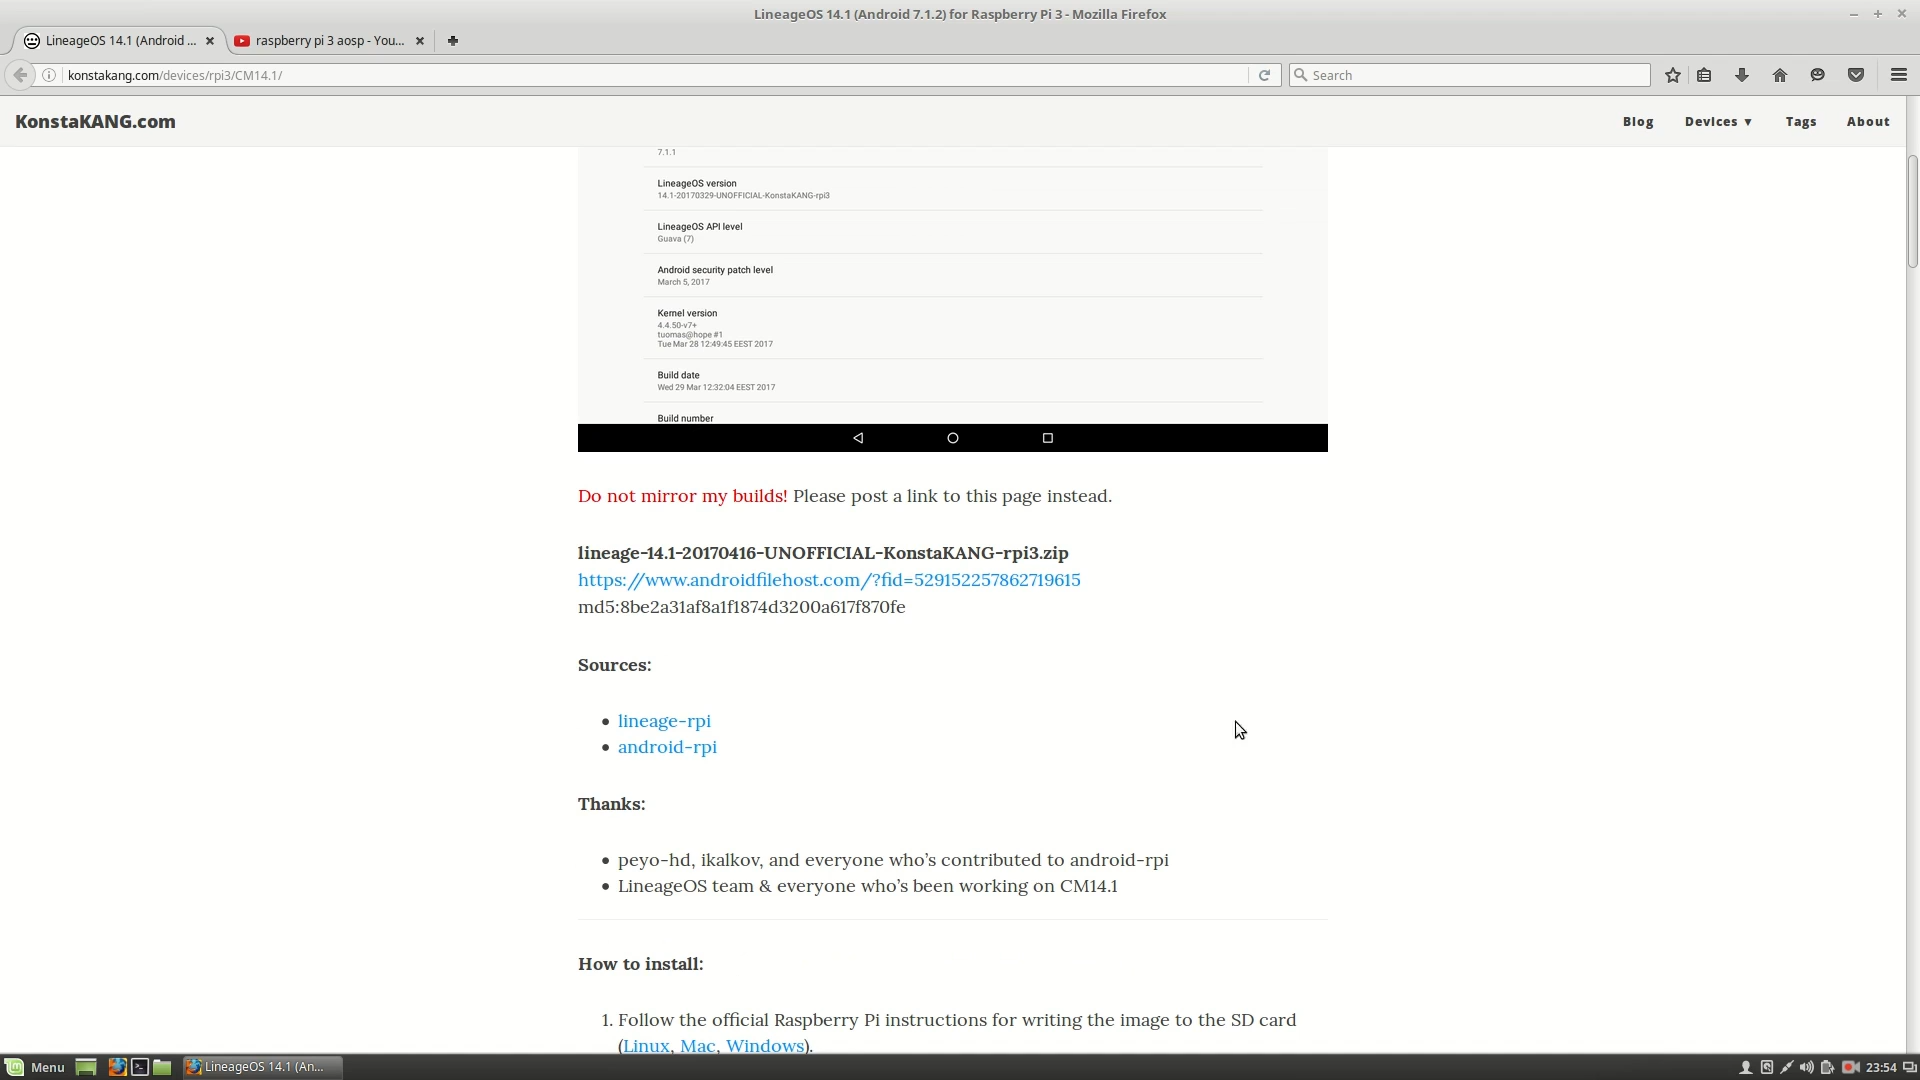 LineageOS 14.1 (Android 7.1.2) for Raspberry Pi 3 - Mozilla Firefox
LineageOS 14.1 (Android ...
raspberry pi 3 aosp - You...
konstakang.com/devices/rpi3/CM14.1/
Search
KonstaKANG.com
Blog
Devices ▼
Tags
About
7.1.1
LineageOS version
14.1-20170329-UNOFFICIAL-KonstaKANG-rpi3
LineageOS API level
Guava (7)
Android security patch level
March 5, 2017
Kernel version
4.4.50-v7+
tuomas@hope #1
Tue Mar 28 12:49:45 EEST 2017
Build date
Wed 29 Mar 12:32:04 EEST 2017
Build number
Do not mirror my builds! Please post a link to this page instead.
lineage-14.1-20170416-UNOFFICIAL-KonstaKANG-rpi3.zip
https://www.androidfilehost.com/?fid=529152257862719615
md5:8be2a31af8a1f1874d3200a617f870fe
Sources:
• lineage-rpi
• android-rpi
Thanks:
• peyo-hd, ikalkov, and everyone who’s contributed to android-rpi
• LineageOS team & everyone who’s been working on CM14.1
How to install:
1. Follow the official Raspberry Pi instructions for writing the image to the SD card
(Linux, Mac, Windows).
Menu
LineageOS 14.1 (An...
23:54